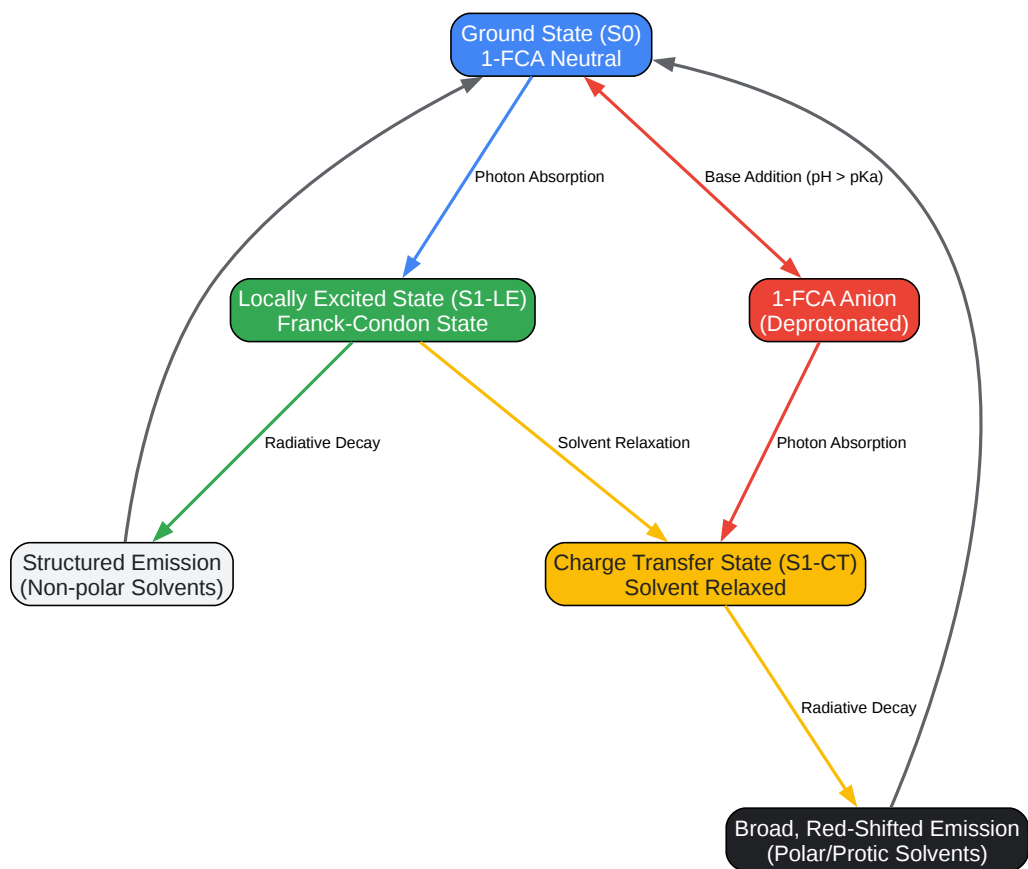 Ground State (S0)
1-FCA Neutral
Photon Absorption
Base Addition (pH > pKa)
Locally Excited State (S1-LE)
Franck-Condon State
1-FCA Anion
(Deprotonated)
Radiative Decay
Solvent Relaxation
Photon Absorption
Structured Emission
(Non-polar Solvents)
Charge Transfer State (S1-CT)
Solvent Relaxed
Radiative Decay
Broad, Red-Shifted Emission
(Polar/Protic Solvents)